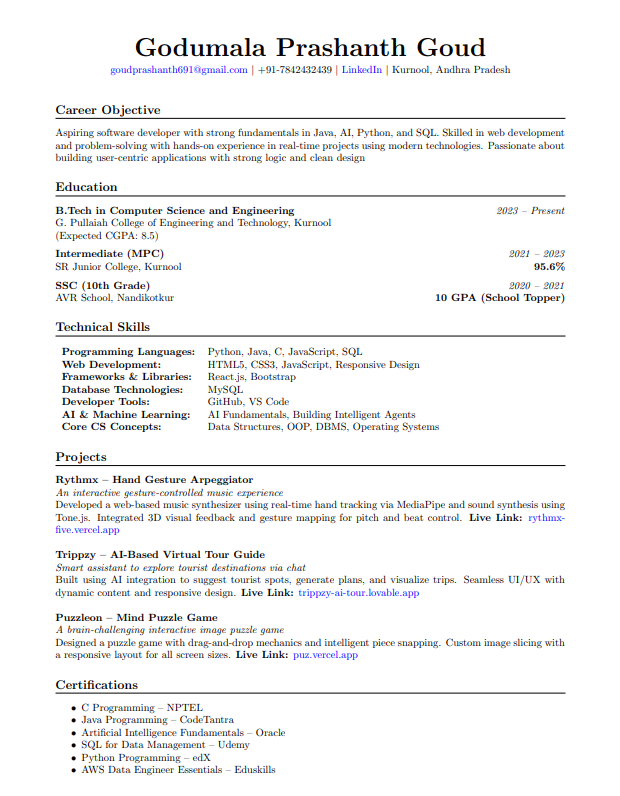 Godumala Prashanth Goud
goudprashanth691@gmail.com | +91-7842432439 | LinkedIn | Kurnool, Andhra Pradesh
Career Objective
Aspiring software developer with strong fundamentals in Java, AI, Python, and SQL. Skilled in web development
and problem-solving with hands-on experience in real-time projects using modern technologies. Passionate about
building user-centric applications with strong logic and clean design
Education
B.Tech in Computer Science and Engineering 2023 – Present
G. Pullaiah College of Engineering and Technology, Kurnool
(Expected CGPA: 8.5)
Intermediate (MPC) 2021 – 2023
SR Junior College, Kurnool 95.6%
SSC (10th Grade) 2020 – 2021
AVR School, Nandikotkur 10 GPA (School Topper)
Technical Skills
Programming Languages: Python, Java, C, JavaScript, SQL
Web Development: HTML5, CSS3, JavaScript, Responsive Design
Frameworks & Libraries: React.js, Bootstrap
Database Technologies: MySQL
Developer Tools: GitHub, VS Code
AI & Machine Learning: AI Fundamentals, Building Intelligent Agents
Core CS Concepts: Data Structures, OOP, DBMS, Operating Systems
Projects
Rythmx – Hand Gesture Arpeggiator
An interactive gesture-controlled music experience
Developed a web-based music synthesizer using real-time hand tracking via MediaPipe and sound synthesis using
Tone.js. Integrated 3D visual feedback and gesture mapping for pitch and beat control. Live Link: rythmx-
five.vercel.app
Trippzy – AI-Based Virtual Tour Guide
Smart assistant to explore tourist destinations via chat
Built using AI integration to suggest tourist spots, generate plans, and visualize trips. Seamless UI/UX with
dynamic content and responsive design. Live Link: trippzy-ai-tour.lovable.app
Puzzleon – Mind Puzzle Game
A brain-challenging interactive image puzzle game
Designed a puzzle game with drag-and-drop mechanics and intelligent piece snapping. Custom image slicing with
a responsive layout for all screen sizes. Live Link: puz.vercel.app
Certifications
• C Programming – NPTEL
• Java Programming – CodeTantra
• Artificial Intelligence Fundamentals – Oracle
• SQL for Data Management – Udemy
• Python Programming – edX
• AWS Data Engineer Essentials – Eduskills